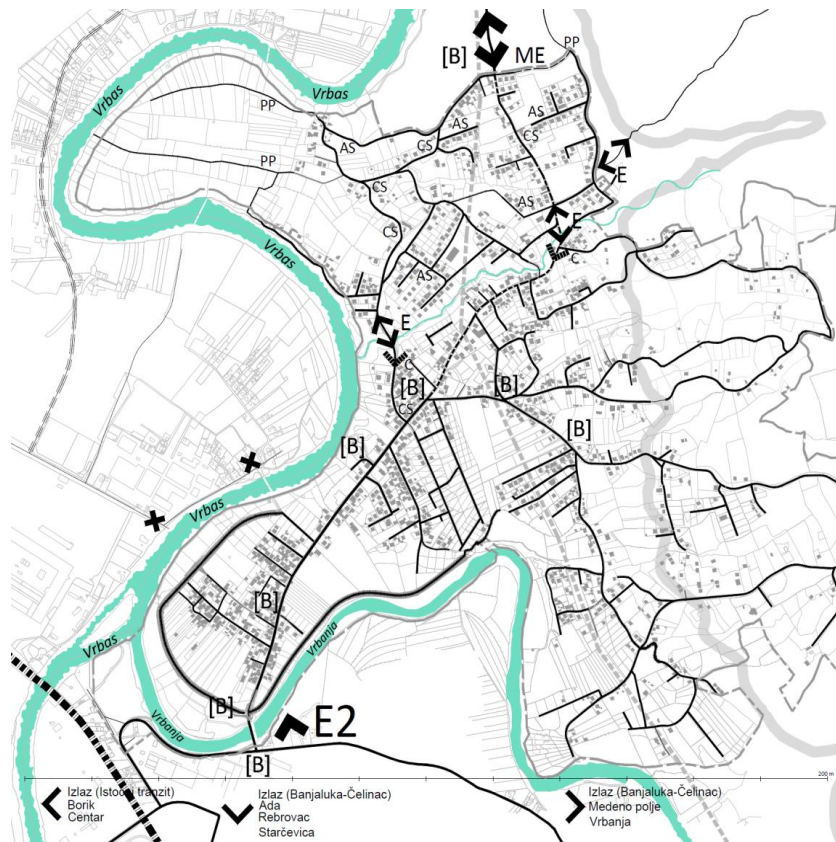 [B]
ME
PP
Vrbas
Vrbas
PP
AS
AS
CS
AS
CS
PP
CS
E
AS
E
CS
C
Vrbas
AS
E
C
[B]
[B]
CS
[B]
[B]
Vrbas
[B]
Vrbas
Vrbanja
[B]
E2
Vrbanja
[B]
200 m
Izlaz (Istočni tranzit)
Borik
Centar
Izlaz (Banjaluka-Čelinac)
Ada
Rebrovac
Starčevica
Izlaz (Banjaluka-Čelinac)
Medeno polje
Vrbanja